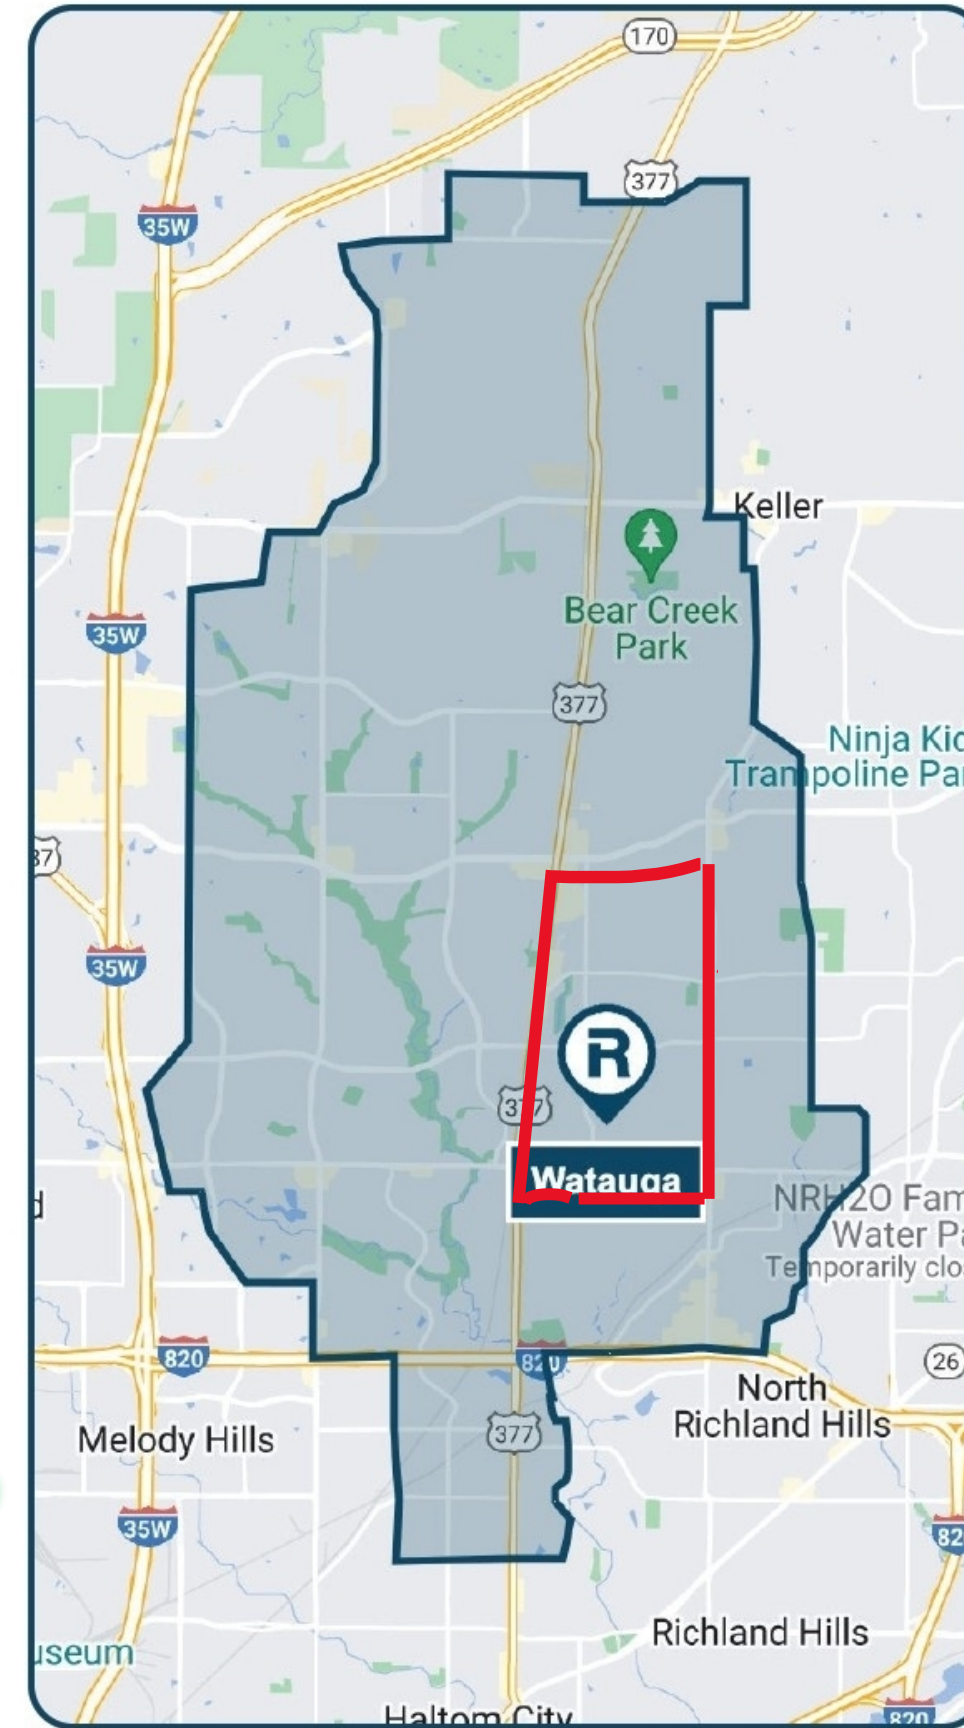 170
377
35W
Keller
Bear Creek
Park
35W
377
Ninja Kid
Trampoline Par
87
35W
R
377
Watauga
d
NRH2O Fam
Water Pa
Temporarily clo
820
820
26
North
Richland Hills
Melody Hills
377
35W
82
Richland Hills
useum
Haltom City
820